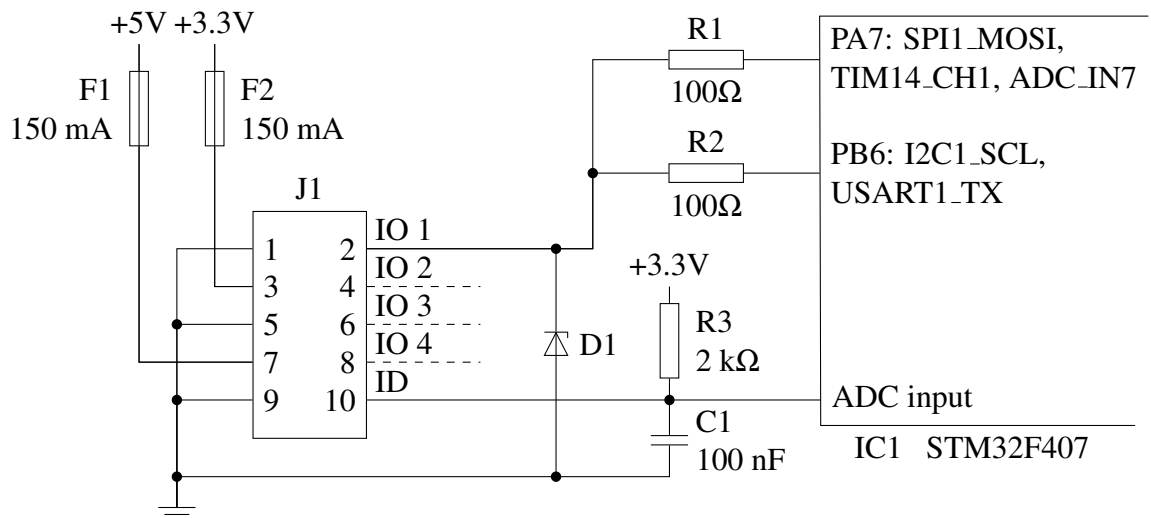 +5V +3.3V
F1
150 mA
F2
150 mA
R1
100Ω
R2
100Ω
PA7: SPI1_MOSI,
TIM14_CH1, ADC_IN7
PB6: I2C1_SCL,
USART1_TX
J1
1 2 IO 1
3 4 IO 2
5 6 IO 3
7 8 IO 4
9 10 ID
+3.3V
R3
2 kΩ
D1
ADC input
C1
100 nF
IC1 STM32F407